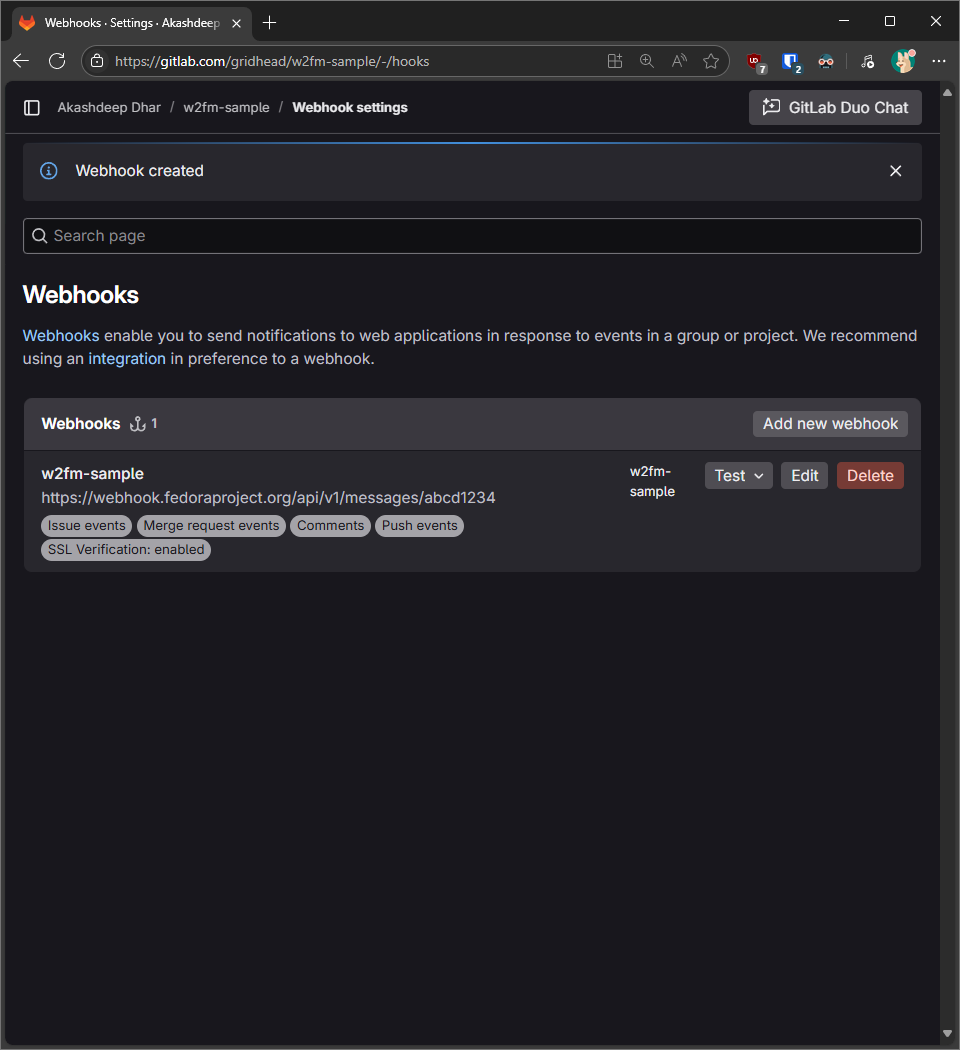 Webhooks · Settings · Akashdeep
https://gitlab.com/gridhead/w2fm-sample/-/hooks
7
2
Akashdeep Dhar / w2fm-sample / Webhook settings
GitLab Duo Chat
Webhook created
Search page
Webhooks
Webhooks enable you to send notifications to web applications in response to events in a group or project. We recommend
using an integration in preference to a webhook.
Webhooks 1
Add new webhook
w2fm-sample
https://webhook.fedoraproject.org/api/v1/messages/abcd1234
Issue events Merge request events Comments Push events
SSL Verification: enabled
w2fm-
sample
Test Edit Delete